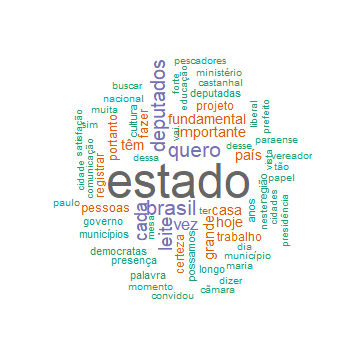 pescadores
buscar
forte
educação
ministério
castanhal
nacional
deputados
deputadas
muita
cultura
fazer
projeto
liberal
prefeito
sim
portanto
fundamental
satisfação
vai
importante
desse
paraense
têm
cidade
comunicação
registrar
dessa
quero
país
vista
vereador
tão
estado
região
papel
paulo
pessoas
cada
brasil
ter
casa
anos
neste
cidades
presidência
governo
mesa
leite
vez
grande
hoje
municípios
trabalho
democratas
certeza
possamos
dia
presença
município
palavra
longo
maria
momento
dizer
convidou
câmara